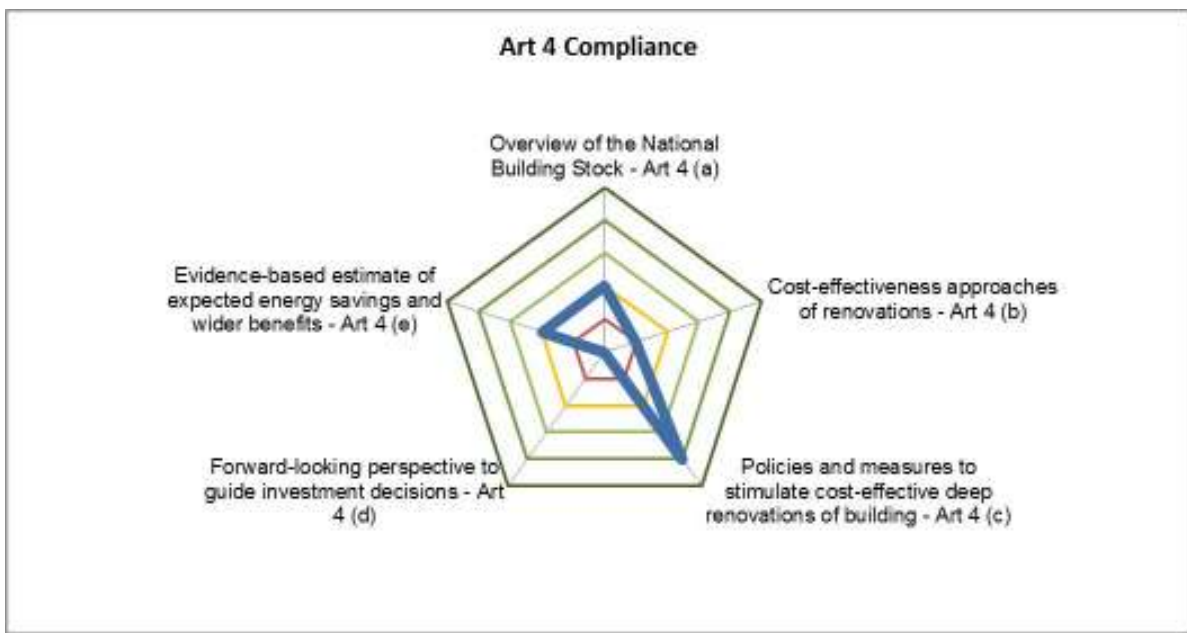 Art 4 Compliance
Overview of the National
Building Stock - Art 4 (a)
Cost-effectiveness approaches
of renovations - Art 4 (b)
Policies and measures to
stimulate cost-effective deep
renovations of building - Art 4 (c)
Forward-looking perspective to
guide investment decisions - Art
4 (d)
Evidence-based estimate of
expected energy savings and
wider benefits - Art 4 (e)